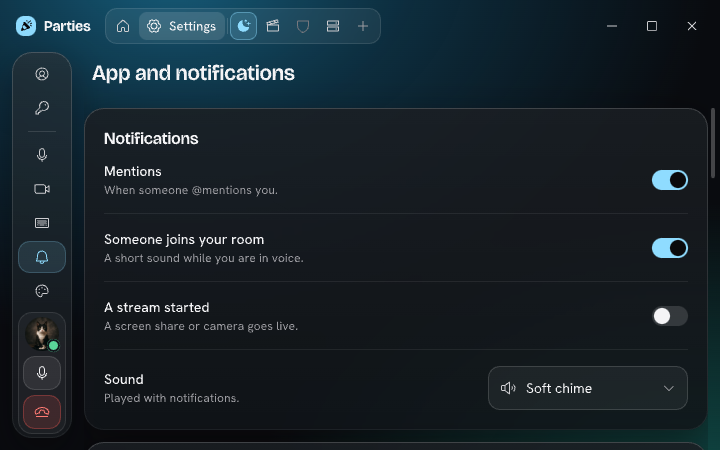 Parties
Settings
App and notifications
Notifications
Mentions
When someone @mentions you.
Someone joins your room
A short sound while you are in voice.
A stream started
A screen share or camera goes live.
Sound
Played with notifications.
Soft chime